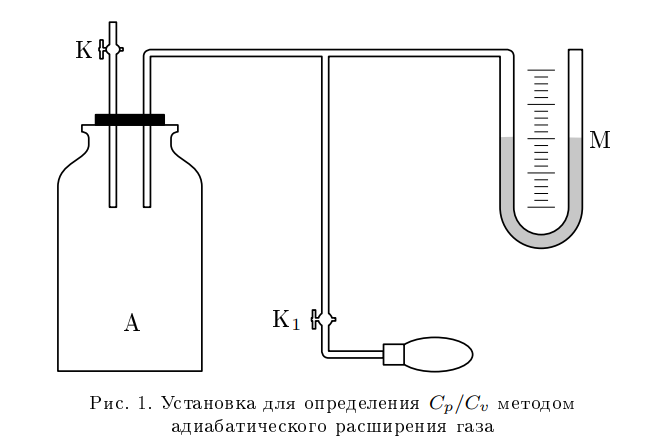 К
М
А
К₁
Рис. 1. Установка для определения Cₚ/Cᵥ методом
адиабатического расширения газа